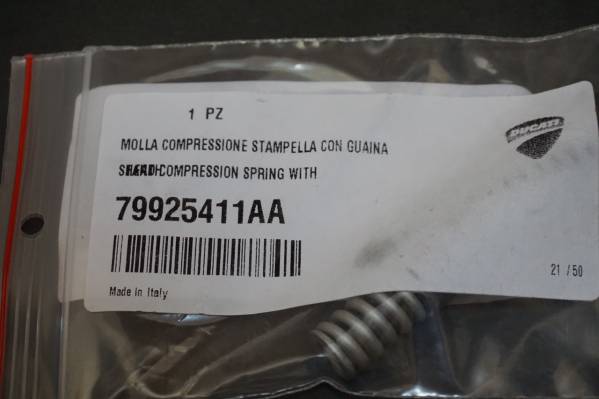 1 PZ
MOLLA COMPRESSIONE STAMPELLA CON GUAINA
COMPRESSION SPRING WITH
79925411AA
Made in Italy
21 / 50
DUCATI